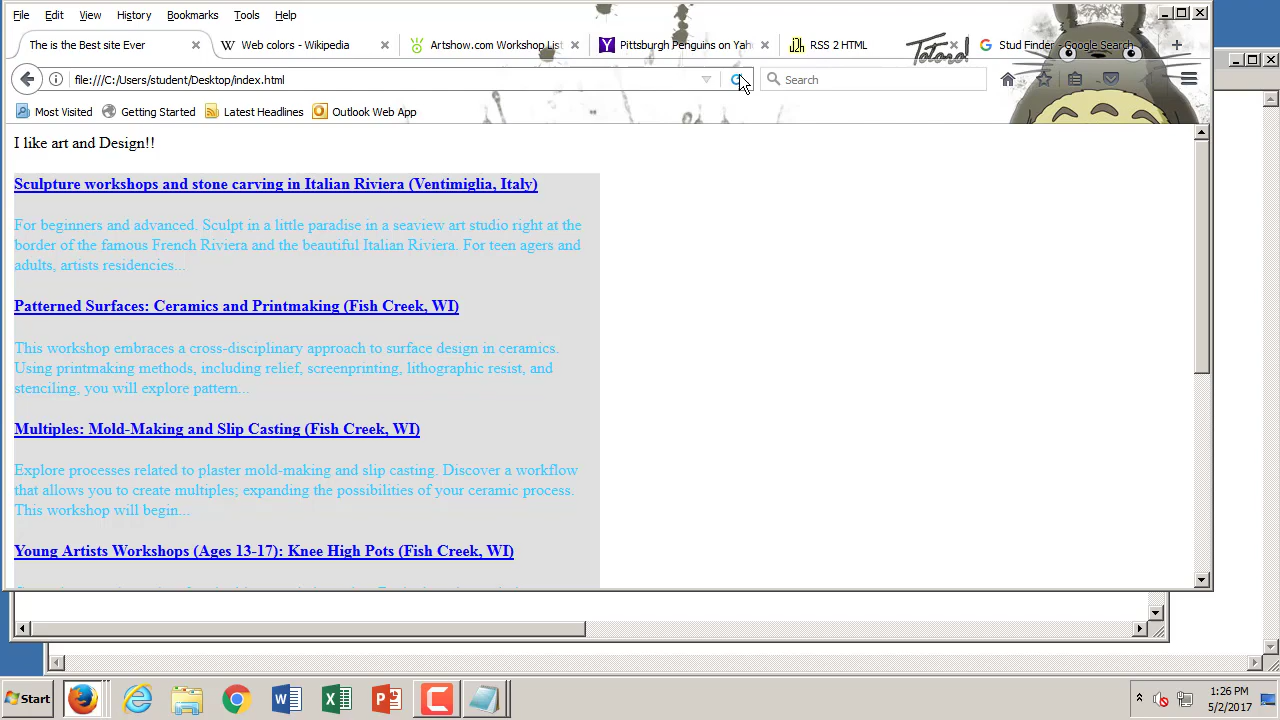 File Edit View History Bookmarks Tools Help
The is the Best site Ever
Web colors - Wikipedia
Artshow.com Workshop List
Pittsburgh Penguins on Yah
RSS 2 HTML
Totoro!
Stud Finder - Google Search
file:///C:/Users/student/Desktop/index.html
Search
Most Visited Getting Started Latest Headlines Outlook Web App
I like art and Design!!
Sculpture workshops and stone carving in Italian Riviera (Ventimiglia, Italy)
For beginners and advanced. Sculpt in a little paradise in a seaview art studio right at the
border of the famous French Riviera and the beautiful Italian Riviera. For teen agers and
adults, artists residencies...
Patterned Surfaces: Ceramics and Printmaking (Fish Creek, WI)
This workshop embraces a cross-disciplinary approach to surface design in ceramics.
Using printmaking methods, including relief, screenprinting, lithographic resist, and
stenciling, you will explore pattern...
Multiples: Mold-Making and Slip Casting (Fish Creek, WI)
Explore processes related to plaster mold-making and slip casting. Discover a workflow
that allows you to create multiples; expanding the possibilities of your ceramic process.
This workshop will begin...
Young Artists Workshops (Ages 13-17): Knee High Pots (Fish Creek, WI)
Start
1:26 PM
5/2/2017